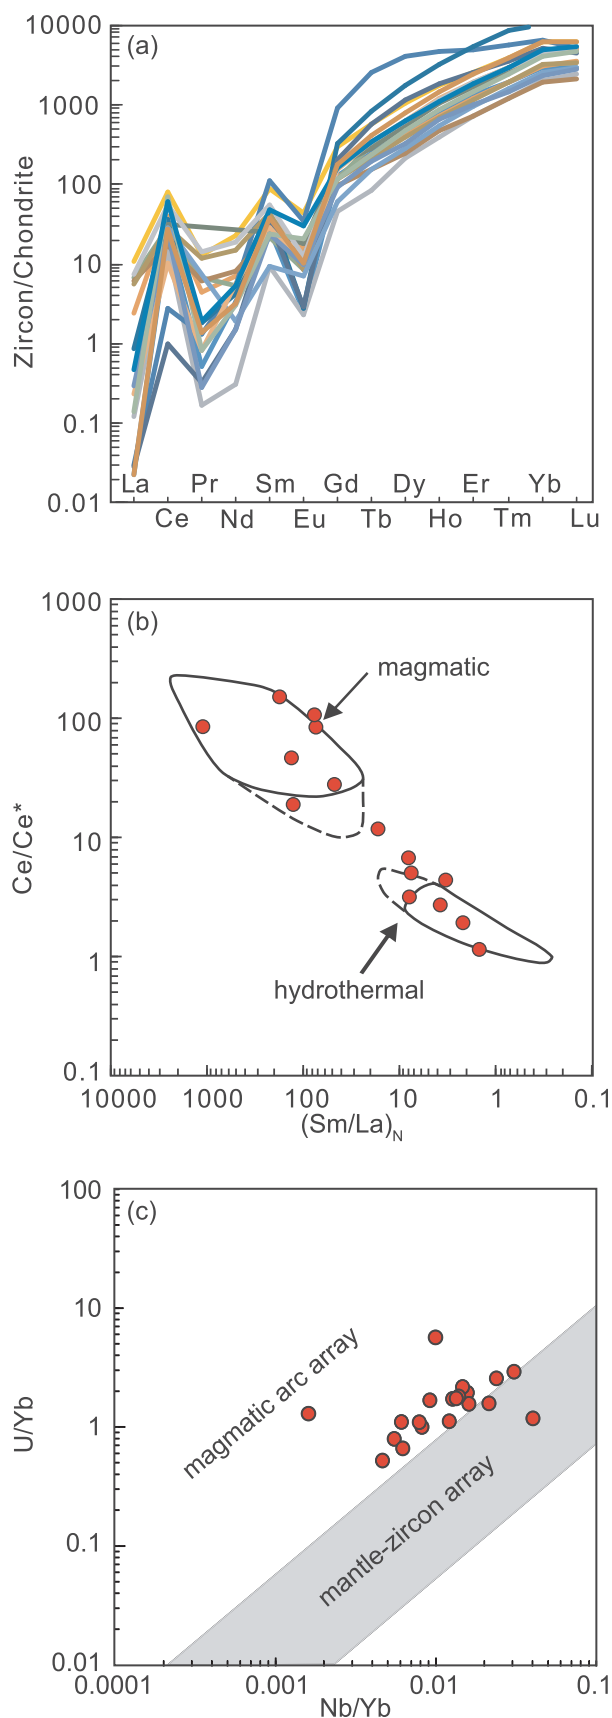 (a)
10000
1000
100
10
1
0.1
0.01
Zircon/Chondrite
La Pr Sm Gd Dy Er Yb
Ce Nd Eu Tb Ho Tm Lu
(b)
1000
100
10
1
0.1
Ce/Ce*
magmatic
hydrothermal
10000 1000 100 10 1 0.1
(Sm/La)N
(c)
100
10
1
0.1
0.01
U/Yb
magmatic arc array
mantle-zircon array
0.0001 0.001 0.01 0.1
Nb/Yb